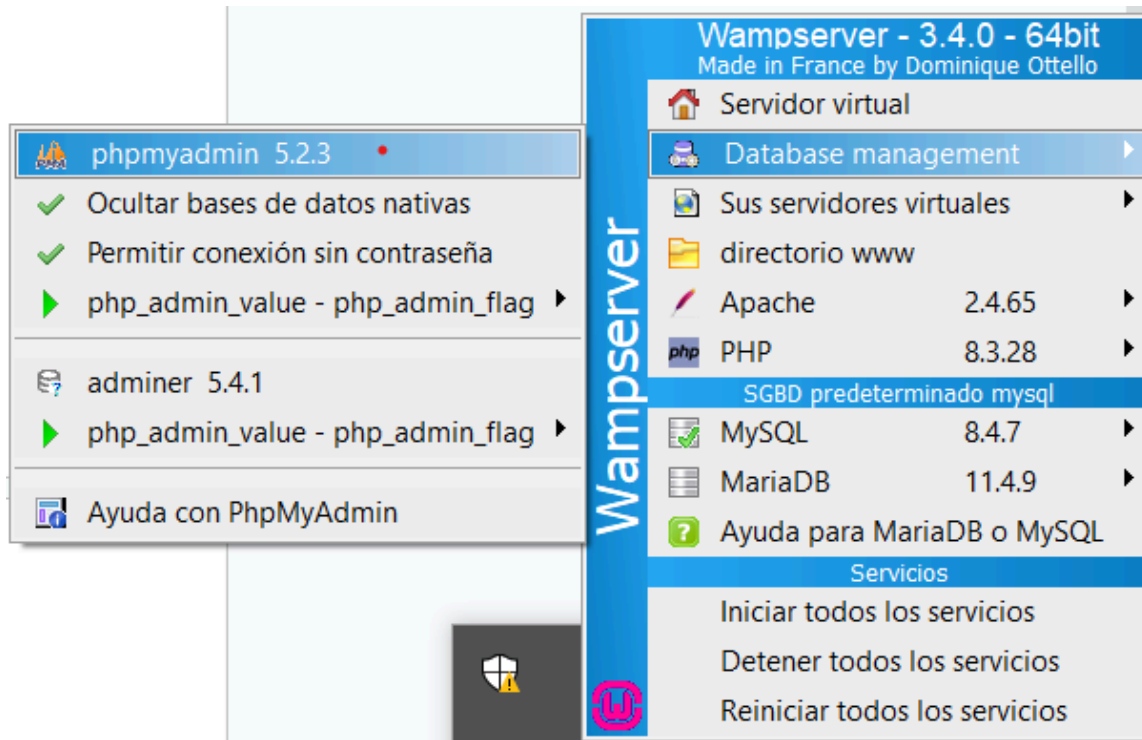 Wampserver - 3.4.0 - 64bit
Made in France by Dominique Ottello
Servidor virtual
Database management
Sus servidores virtuales
directorio www
Apache 2.4.65
php PHP 8.3.28
SGBD predeterminado mysql
MySQL 8.4.7
MariaDB 11.4.9
Ayuda para MariaDB o MySQL
Servicios
Iniciar todos los servicios
Detener todos los servicios
Reiniciar todos los servicios
Wampserver
phpmyadmin 5.2.3
Ocultar bases de datos nativas
Permitir conexión sin contraseña
php_admin_value - php_admin_flag
adminer 5.4.1
php_admin_value - php_admin_flag
Ayuda con PhpMyAdmin